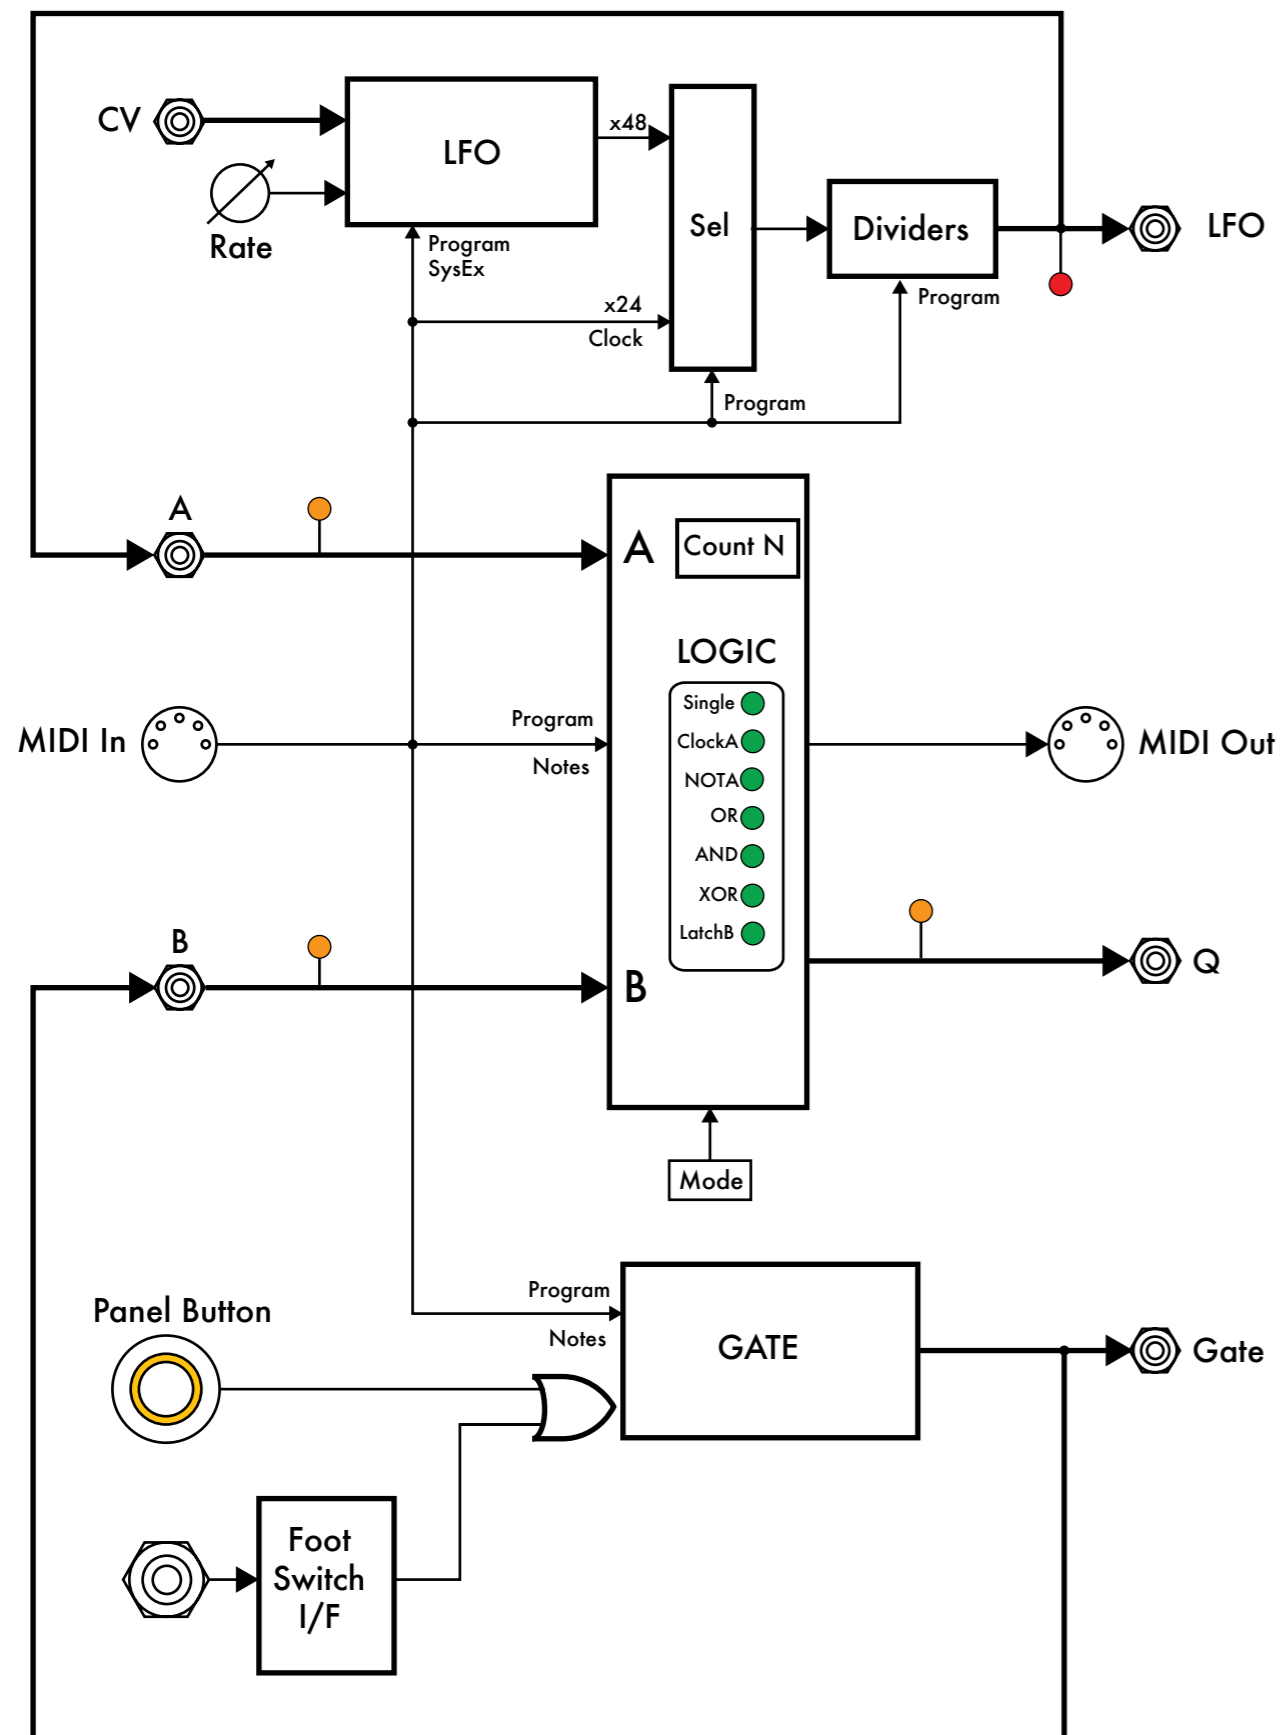 CV
LFO
x48
Sel
Dividers
LFO
Rate
Program
SysEx
Program
x24
Clock
Program
A
A
Count N
LOGIC
Single
ClockA
NOTA
OR
AND
XOR
LatchB
MIDI In
Program
Notes
MIDI Out
B
B
Q
Mode
Program
Notes
GATE
Gate
Panel Button
Foot
Switch
I/F